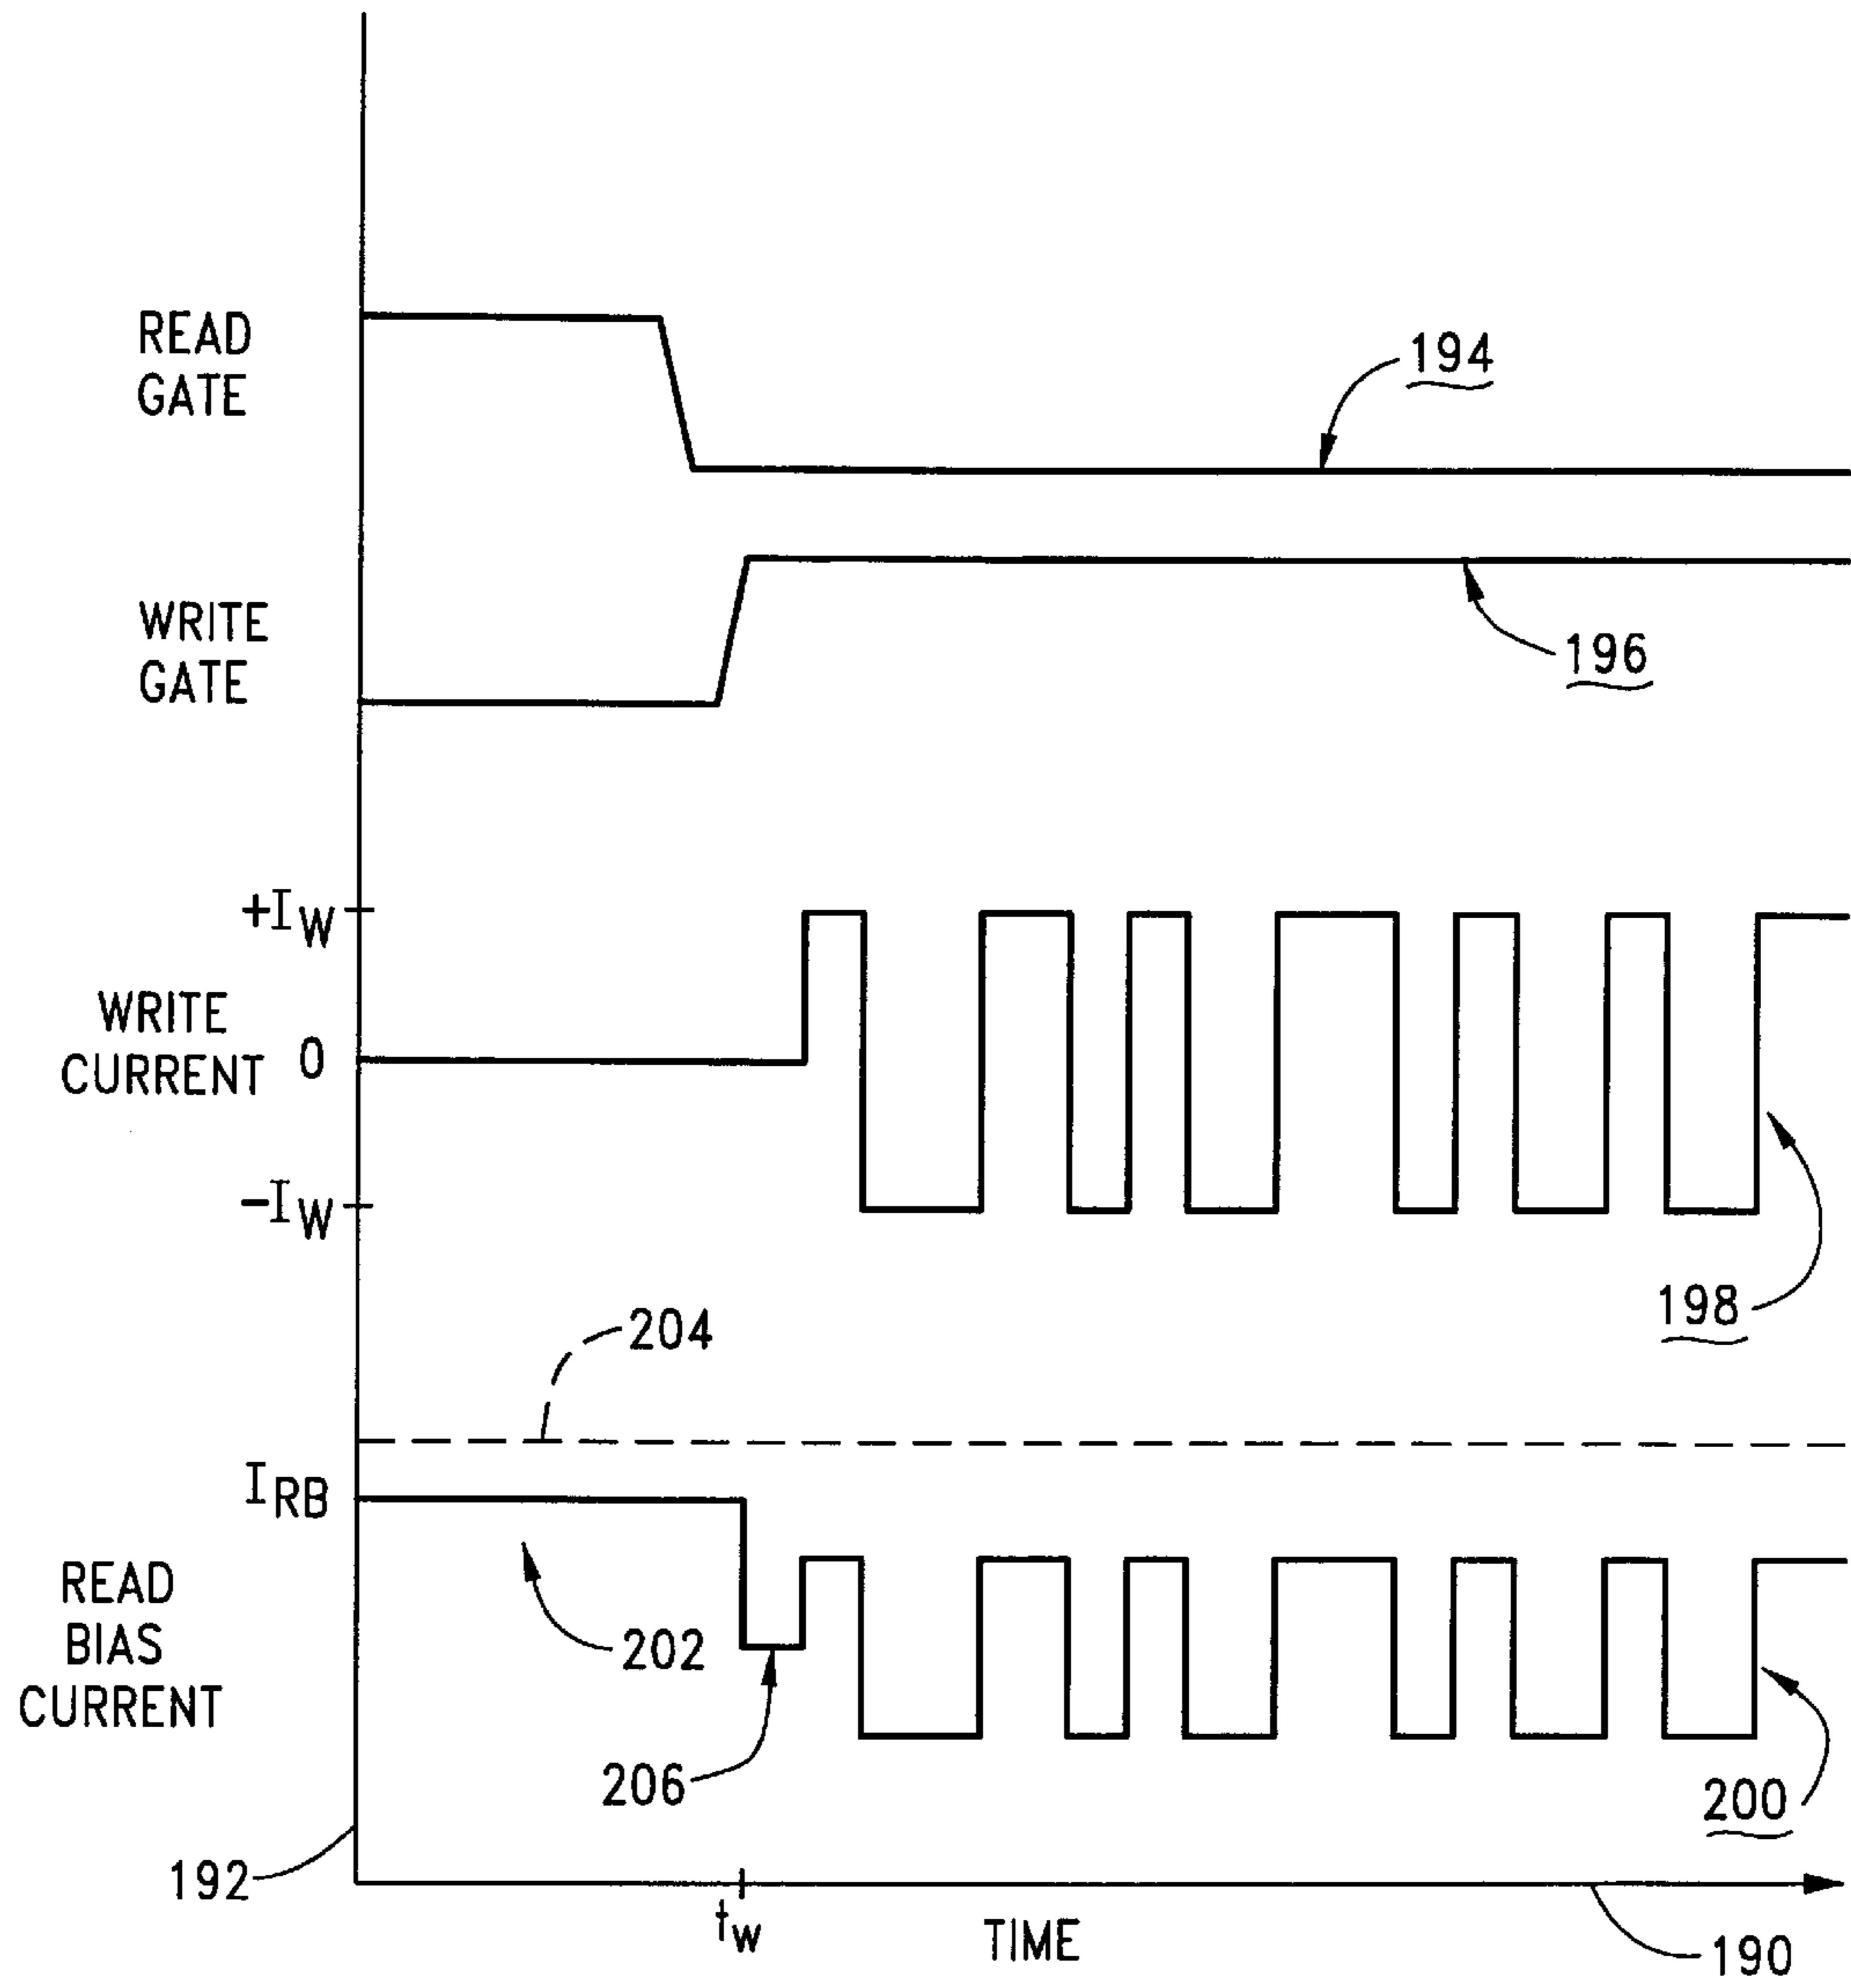 READ
GATE
194
WRITE
GATE
196
+IW
WRITE
CURRENT 0
-IW
198
204
IRB
READ
BIAS
CURRENT
202
206
200
192
tW
TIME
190